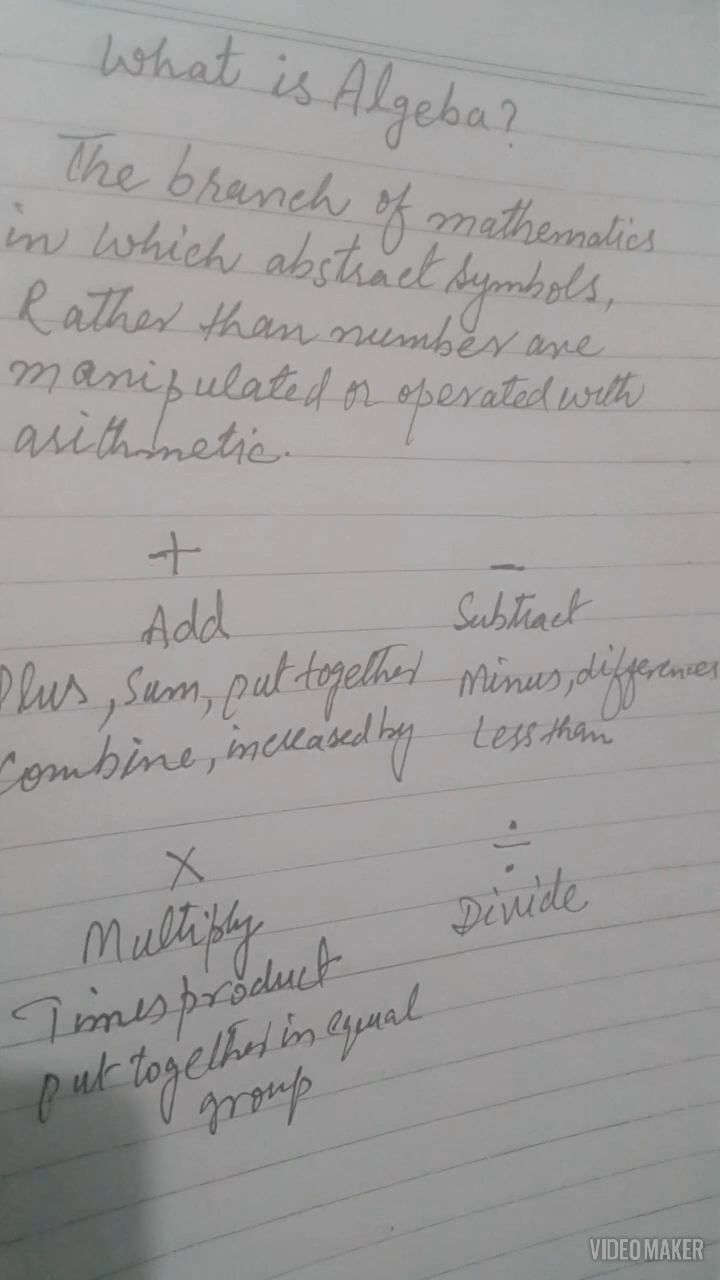 What is Algeba?
The branch of mathematics
in which abstract symbols,
Rather than number are
manipulated or operated with
arithmetic.
+ −
Add Subtract
Plus, Sum, put together Minus, differences
Combine, increased by Less than
× ÷
Multiply Divide
Times product
put together in equal
group
VIDEO MAKER